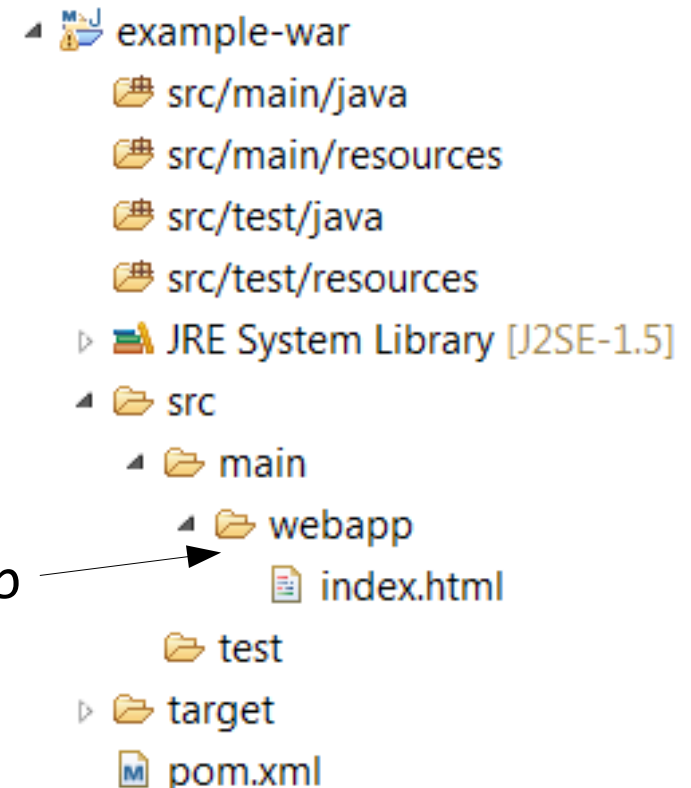 example-war
src/main/java
src/main/resources
src/test/java
src/test/resources
JRE System Library [J2SE-1.5]
src
main
webapp
index.html
test
target
pom.xml